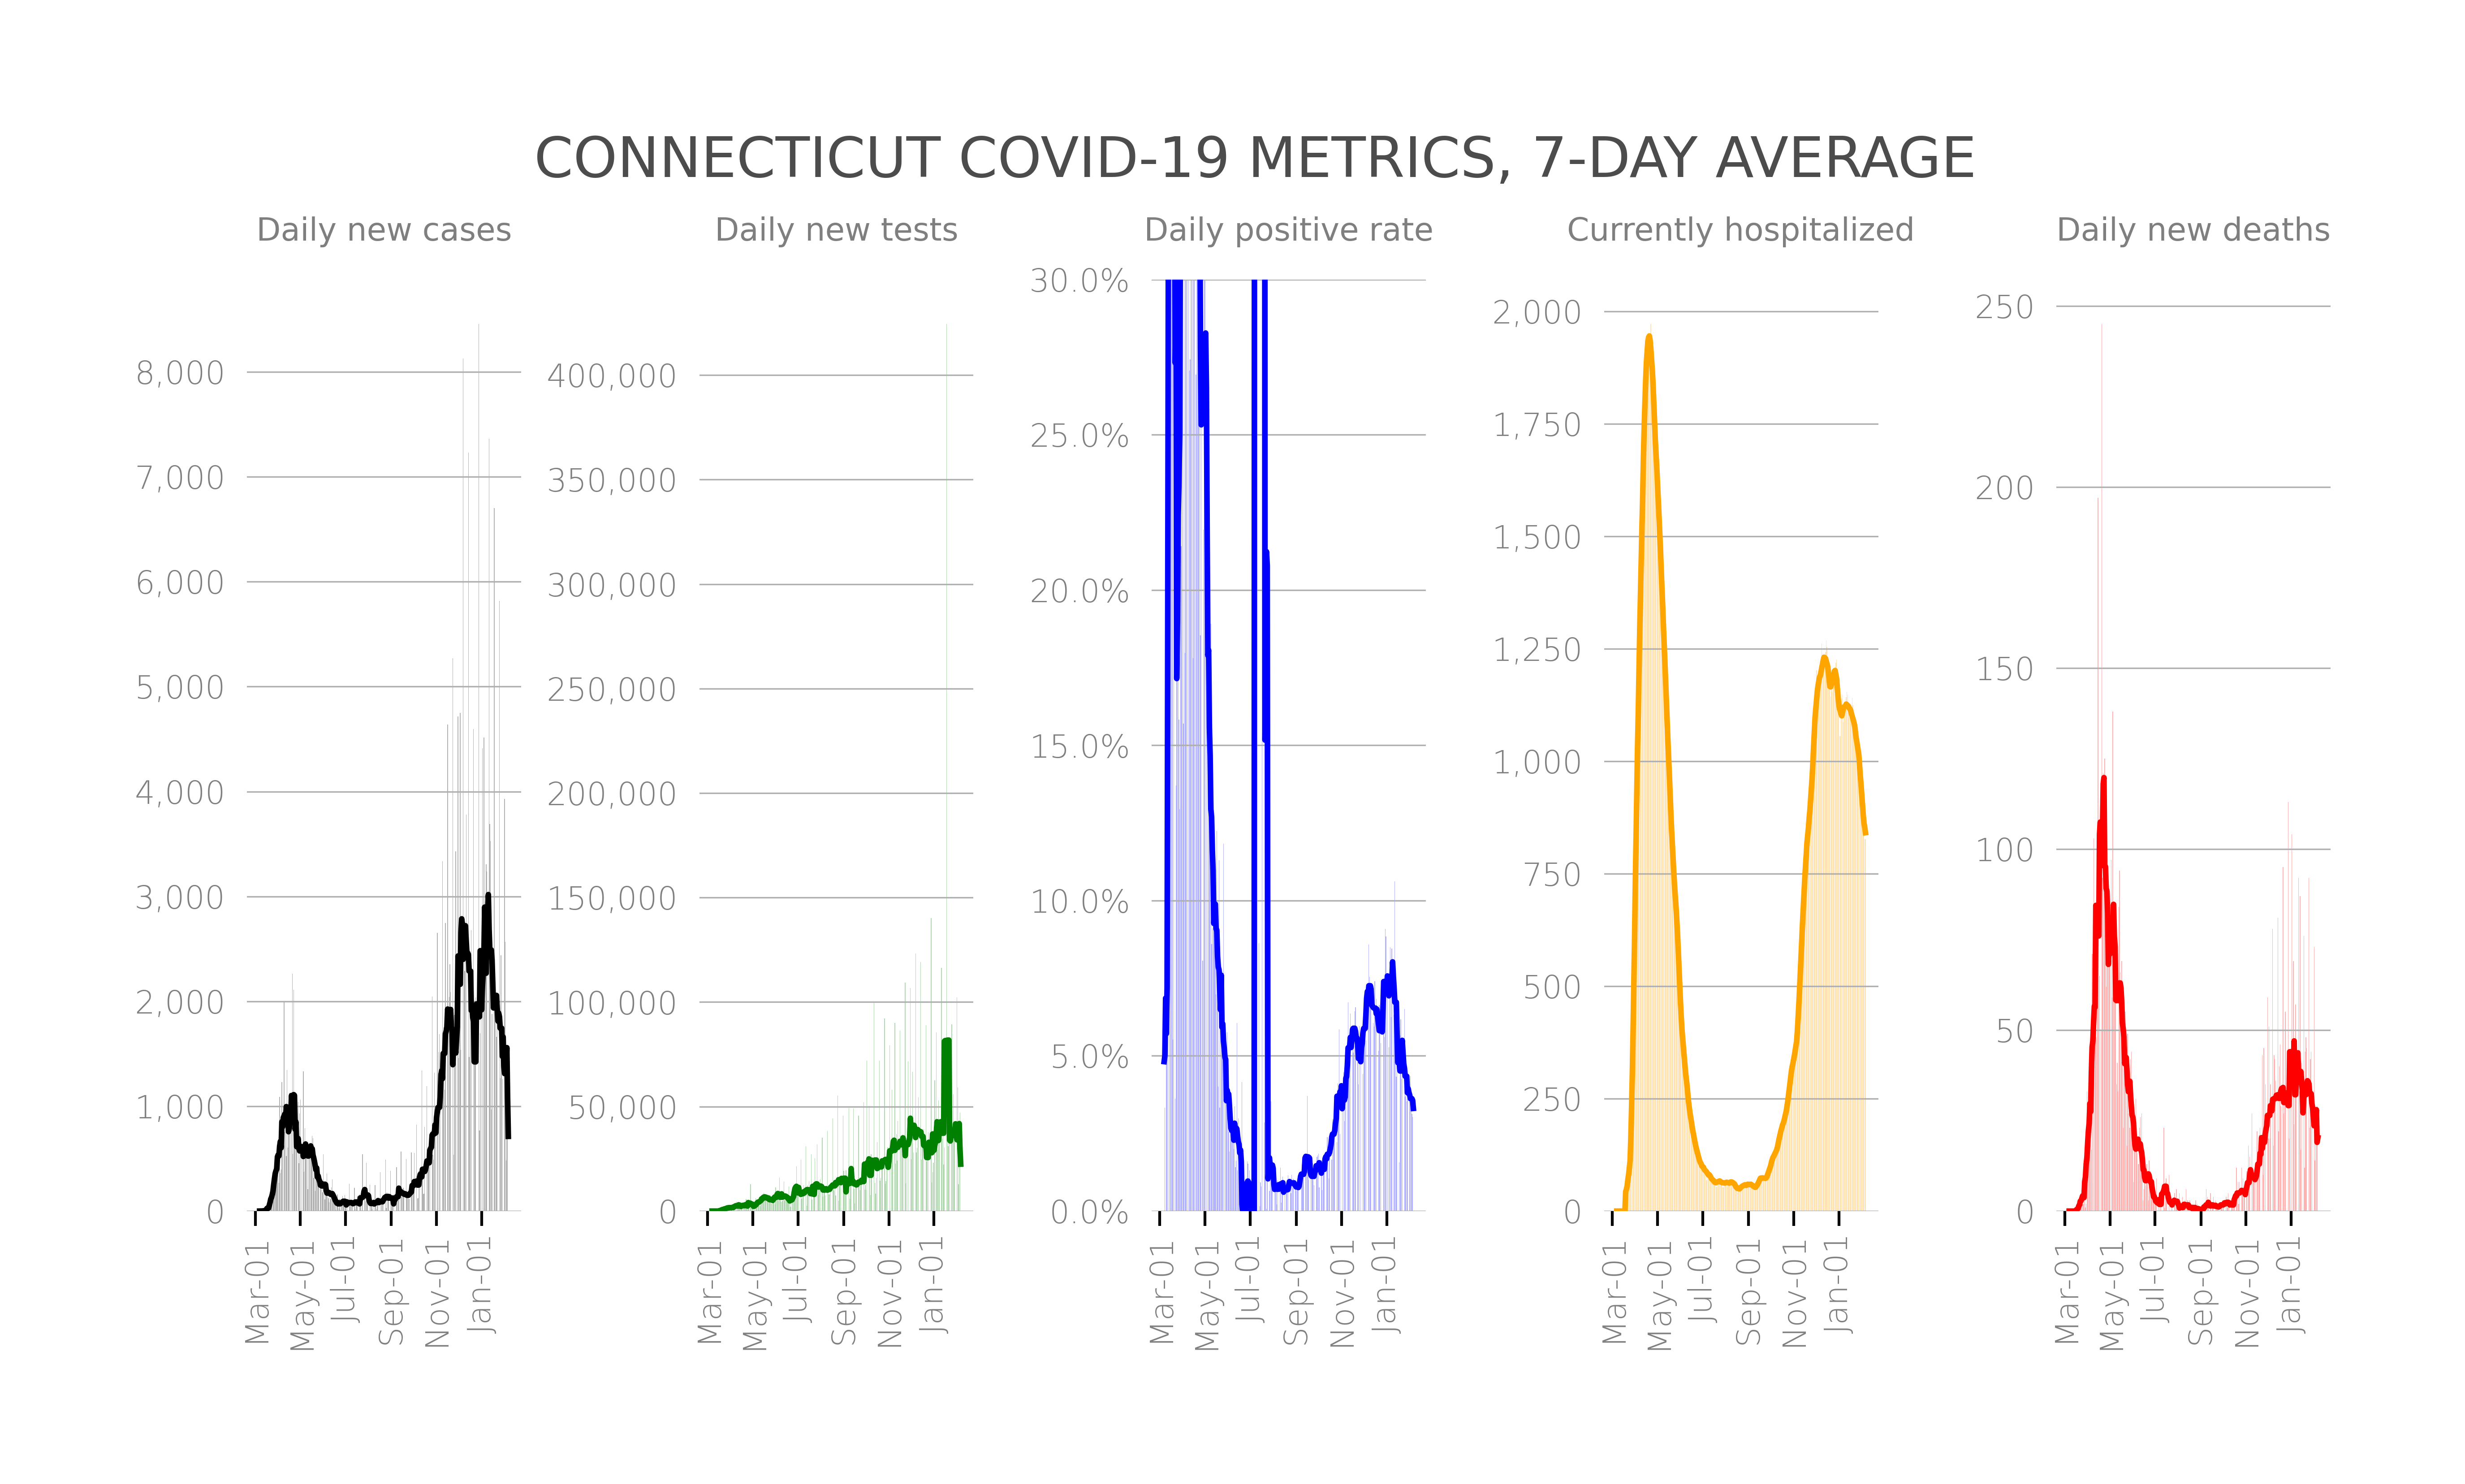 CONNECTICUT COVID-19 METRICS, 7-DAY AVERAGE
Daily new cases
8,000
7,000
6,000
5,000
4,000
3,000
2,000
1,000
0
Mar-01
May-01
Jul-01
Sep-01
Nov-01
Jan-01
Daily new tests
400,000
350,000
300,000
250,000
200,000
150,000
100,000
50,000
0
Mar-01
May-01
Jul-01
Sep-01
Nov-01
Jan-01
Daily positive rate
30.0%
25.0%
20.0%
15.0%
10.0%
5.0%
0.0%
Mar-01
May-01
Jul-01
Sep-01
Nov-01
Jan-01
Currently hospitalized
2,000
1,750
1,500
1,250
1,000
750
500
250
0
Mar-01
May-01
Jul-01
Sep-01
Nov-01
Jan-01
Daily new deaths
250
200
150
100
50
0
Mar-01
May-01
Jul-01
Sep-01
Nov-01
Jan-01